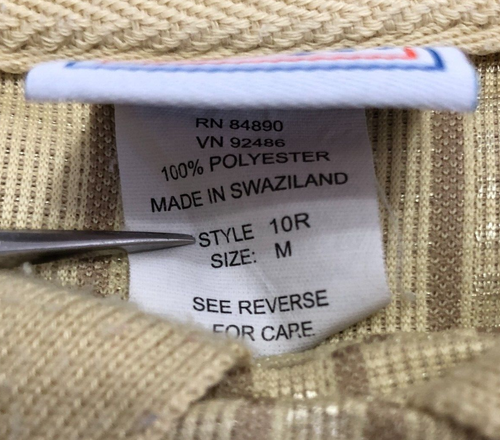 RN 84890
VN 92486
100% POLYESTER
MADE IN SWAZILAND
STYLE 10R
SIZE: M
SEE REVERSE
FOR CARE